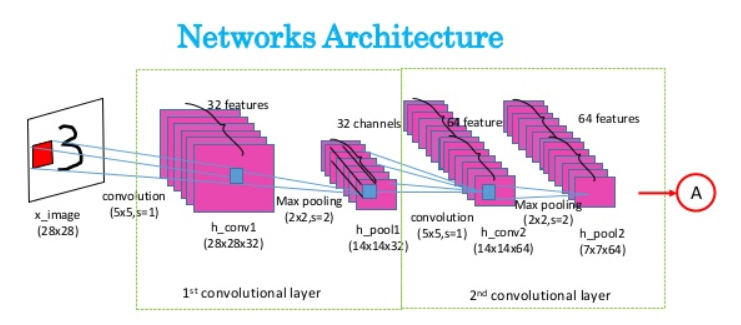 Networks Architecture
3
x_image
(28x28)
convolution
(5x5,s=1)
32 features
h_conv1
(28x28x32)
Max pooling
(2x2,s=2)
32 channels
h_pool1
(14x14x32)
1st convolutional layer
convolution
(5x5,s=1)
64 feature
h_conv2
(14x14x64)
Max pooling
(2x2,s=2)
64 features
h_pool2
(7x7x64)
2nd convolutional layer
A